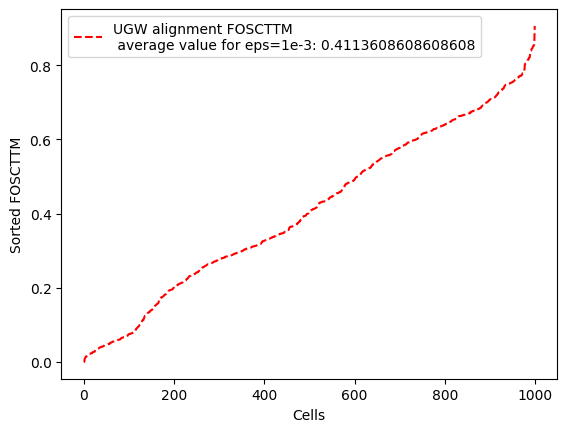 UGW alignment FOSCTTM
average value for eps=1e-3: 0.4113608608608608
0.8
0.6
0.4
0.2
0.0
Sorted FOSCTTM
0 200 400 600 800 1000
Cells